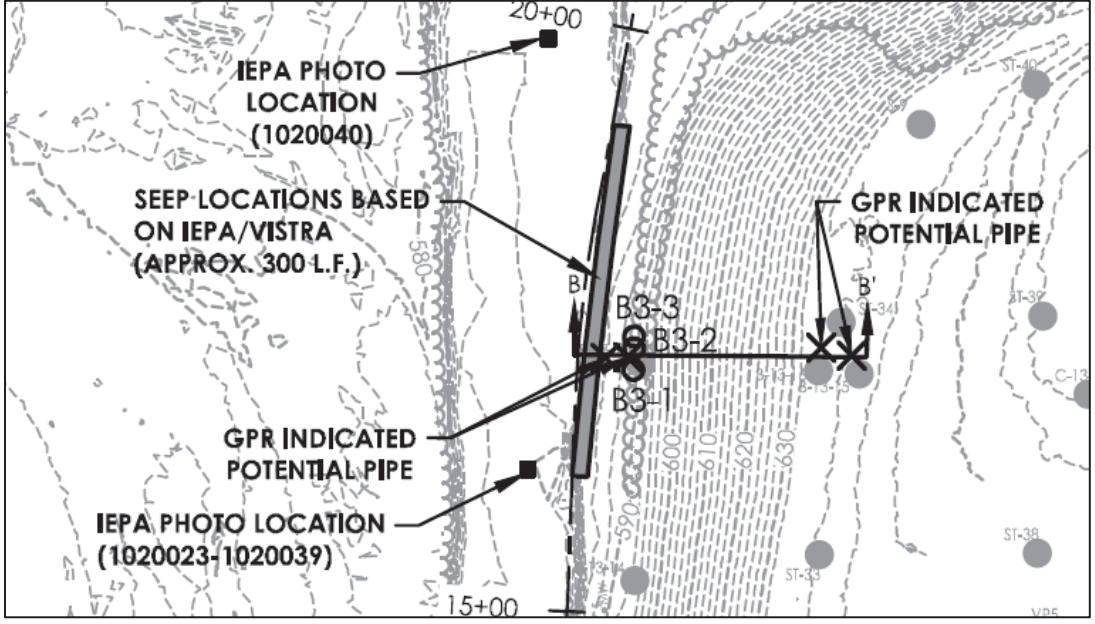 20+00
IEPA PHOTO
LOCATION
(1020040)
ST-40
SEEP LOCATIONS BASED
ON IEPA/VISTRA
(APPROX. 300 L.F.)
580
GPR INDICATED
POTENTIAL PIPE
B
B'
ST-34
ST-39
B3-3
B3-2
B3-1
C-13
GPR INDICATED
POTENTIAL PIPE
590
600
610
620
630
IEPA PHOTO LOCATION
(1020023-1020039)
ST-33
ST-38
15+00